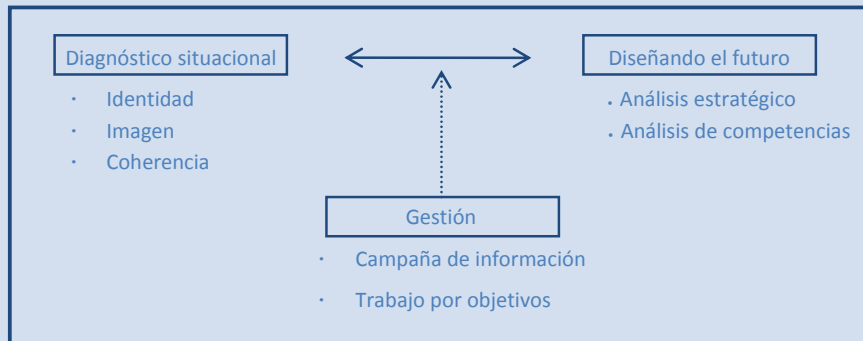 Diagnóstico situacional
· Identidad
· Imagen
· Coherencia
Diseñando el futuro
. Análisis estratégico
. Análisis de competencias
Gestión
· Campaña de información
· Trabajo por objetivos